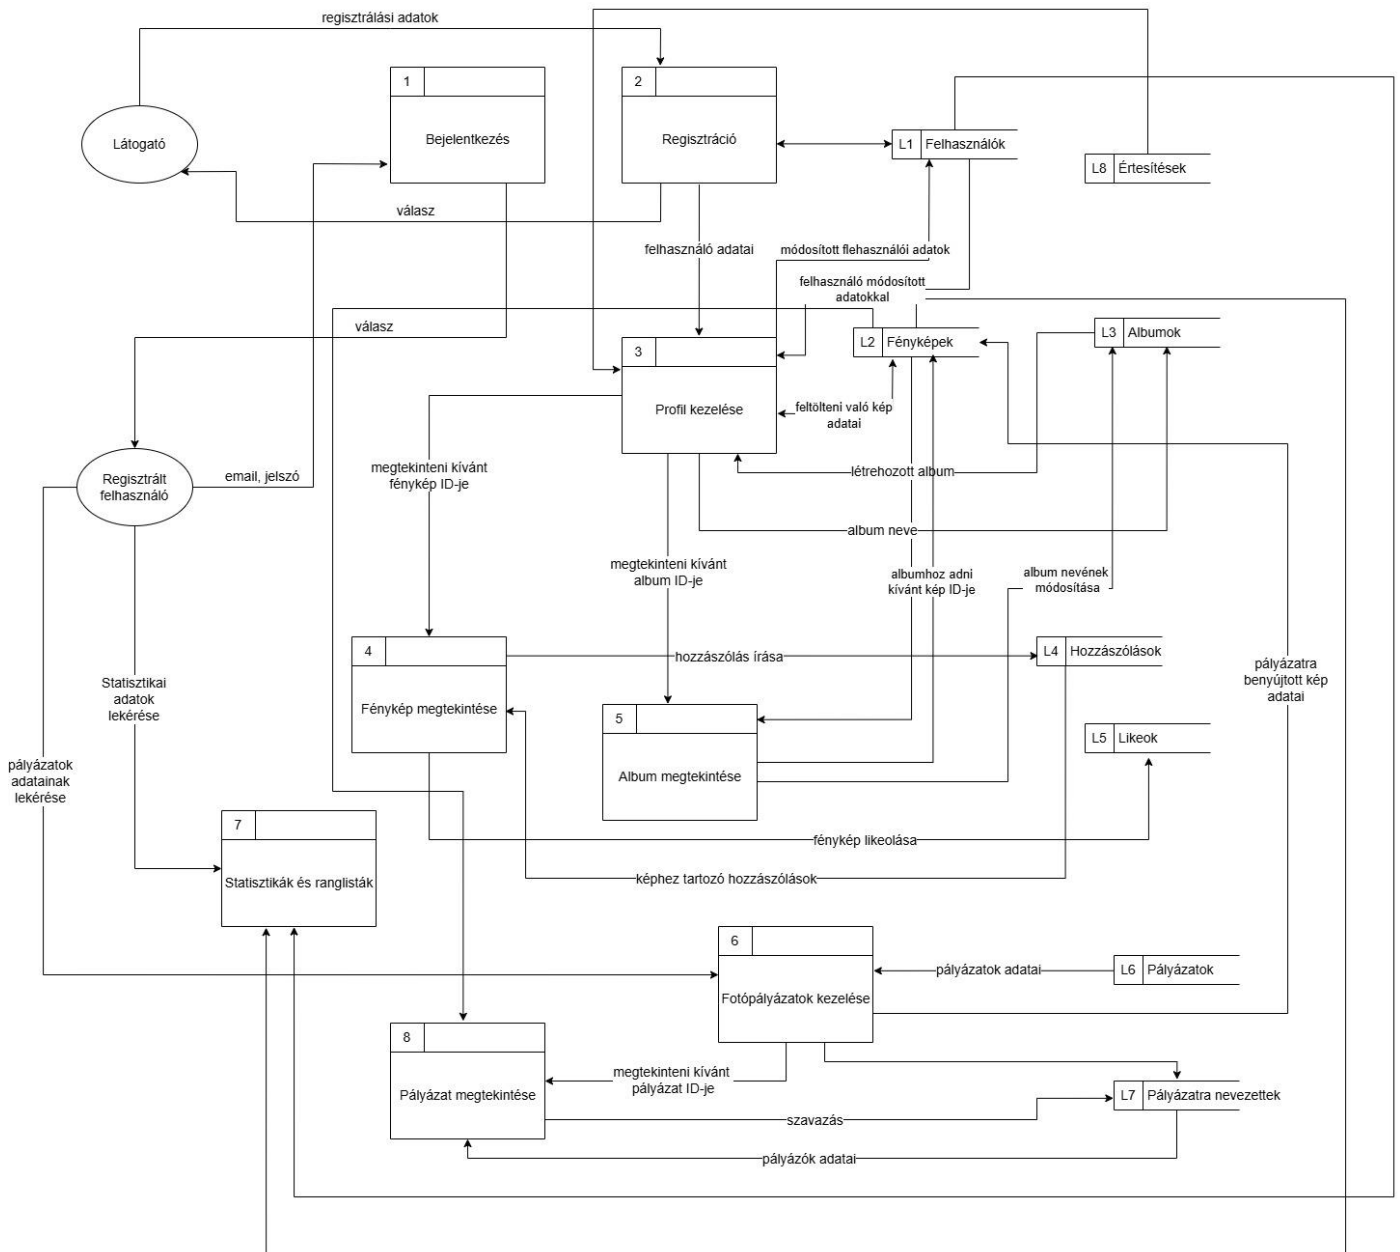 regisztrálási adatok
1
Bejelentkezés
2
Regisztráció
Látogató
L1 Felhasználók
L8 Értesítések
válasz
felhasználó adatai
módosított flehasználói adatok
felhasználó módosított
adatokkal
válasz
L2 Fényképek
L3 Albumok
3
Profil kezelése
feltölteni való kép
adatai
megtekinteni kívánt
fénykép ID-je
létrehozott album
Regisztrált
felhasználó
email, jelszó
album neve
megtekinteni kívánt
album ID-je
albumhoz adni
kívánt kép ID-je
album nevének
módosítása
4
Fénykép megtekintése
hozzászólás írása
L4 Hozzászólások
pályázatra
benyújtott kép
adatai
Statisztikai
adatok
lekérése
5
Album megtekintése
L5 Likeok
pályázatok
adatainak
lekérése
7
Statisztikák és ranglisták
fénykép likeolása
képhez tartozó hozzászólások
6
Fotópályázatok kezelése
pályázatok adatai
L6 Pályázatok
8
Pályázat megtekintése
megtekinteni kívánt
pályázat ID-je
L7 Pályázatra nevezettek
szavazás
pályázók adatai